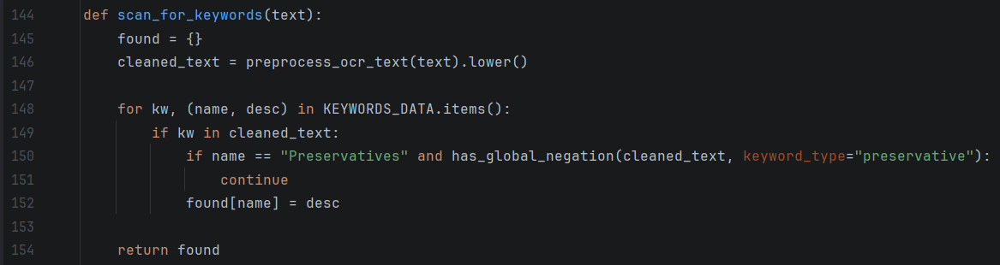 144 def scan_for_keywords(text):
145     found = {}
146     cleaned_text = preprocess_ocr_text(text).lower()
147
148     for kw, (name, desc) in KEYWORDS_DATA.items():
149         if kw in cleaned_text:
150             if name == "Preservatives" and has_global_negation(cleaned_text, keyword_type="preservative"):
151                 continue
152             found[name] = desc
153
154     return found